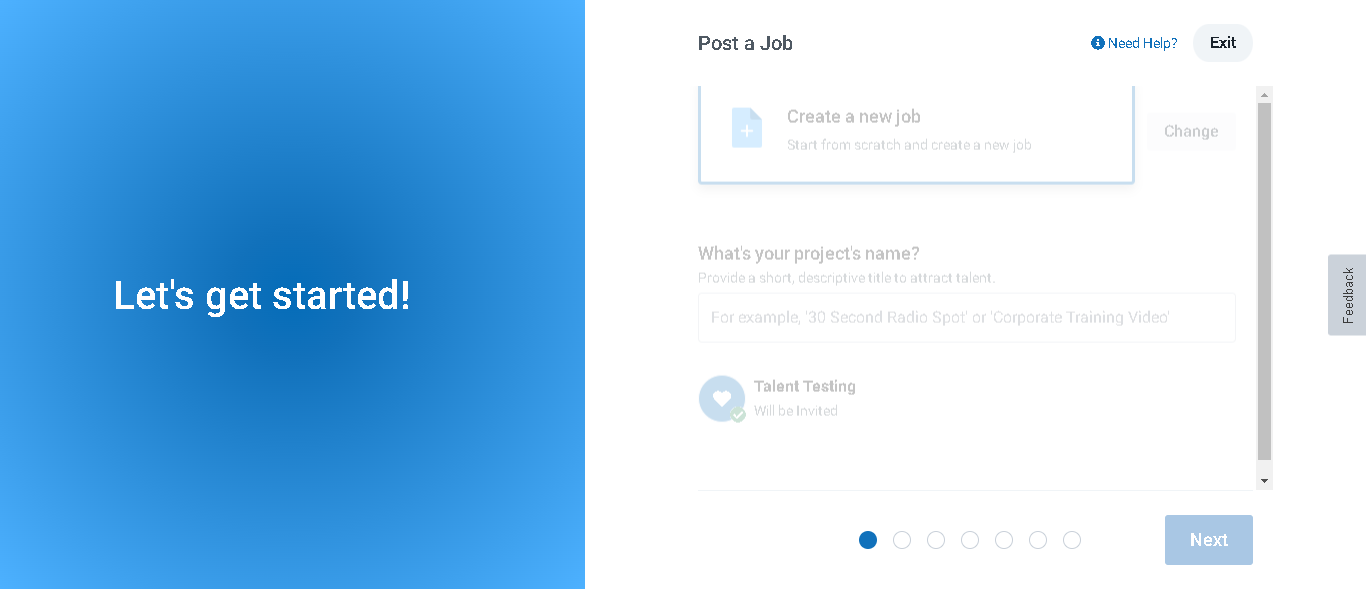 Let's get started!
Post a Job
Need Help?
Exit
Create a new job
Start from scratch and create a new job
Change
What's your project's name?
Provide a short, descriptive title to attract talent.
For example, '30 Second Radio Spot' or 'Corporate Training Video'
Talent Testing
Will be Invited
Next
Feedback